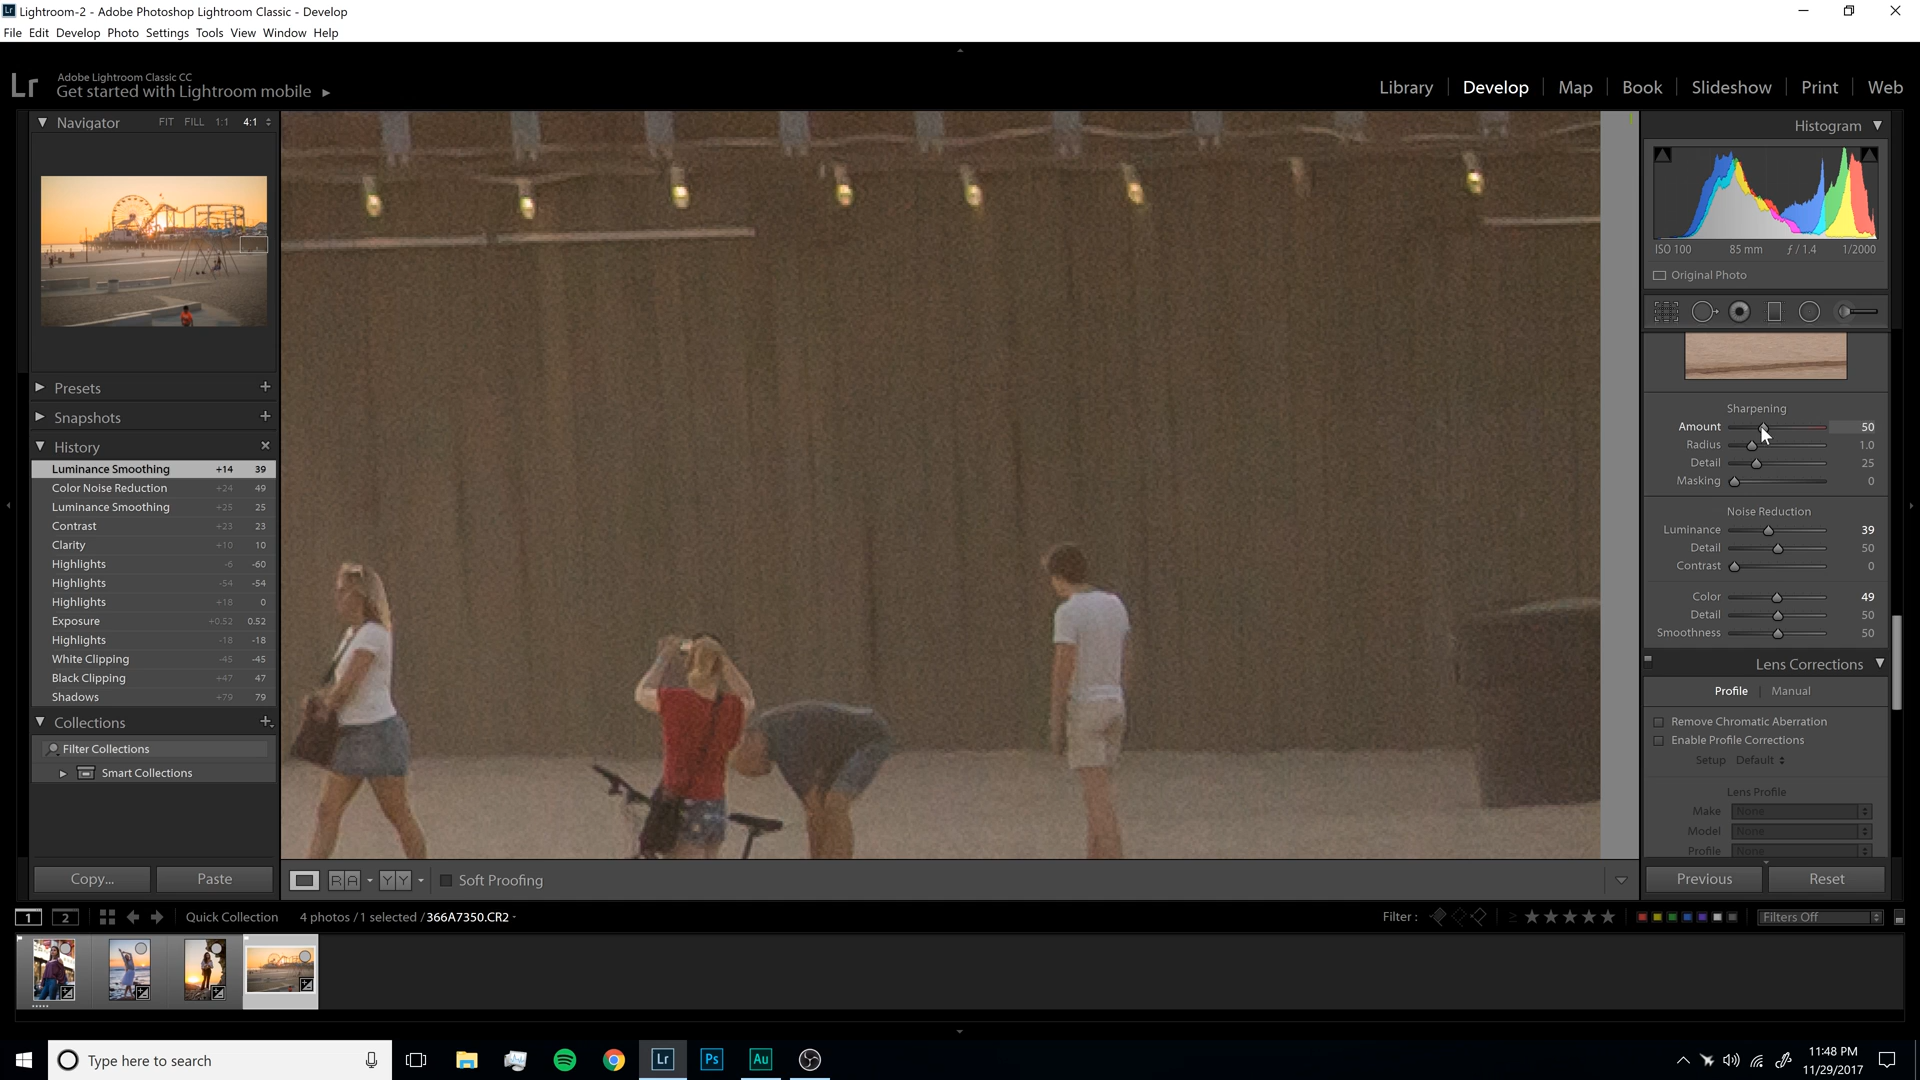 Lightroom-2 - Adobe Photoshop Lightroom Classic - Develop
File Edit Develop Photo Settings Tools View Window Help
Lr
Adobe Lightroom Classic CC
Get started with Lightroom mobile
Library Develop Map Book Slideshow Print Web
Navigator FIT FILL 1:1 4:1
Presets
Snapshots
History
Luminance Smoothing +14 39
Color Noise Reduction +24 49
Luminance Smoothing +25 25
Contrast +23 23
Clarity +10 10
Highlights -6 -60
Highlights -54 -54
Highlights +18 0
Exposure +0.52 0.52
Highlights -18 -18
White Clipping -45 -45
Black Clipping +47 47
Shadows +79 79
Collections
Filter Collections
Smart Collections
Copy... Paste
Histogram
ISO 100 85 mm ƒ / 1.4 1/2000
Original Photo
Sharpening
Amount 50
Radius 1.0
Detail 25
Masking 0
Noise Reduction
Luminance 39
Detail 50
Contrast 0
Color 49
Detail 50
Smoothness 50
Lens Corrections
Profile Manual
Remove Chromatic Aberration
Enable Profile Corrections
Setup Default
Lens Profile
Make None
Model None
Profile None
Previous Reset
R A Y Y Soft Proofing
1 2 Quick Collection 4 photos / 1 selected / 366A7350.CR2
Filter : Filters Off
Type here to search
Lr Ps Au
11:48 PM
11/29/2017